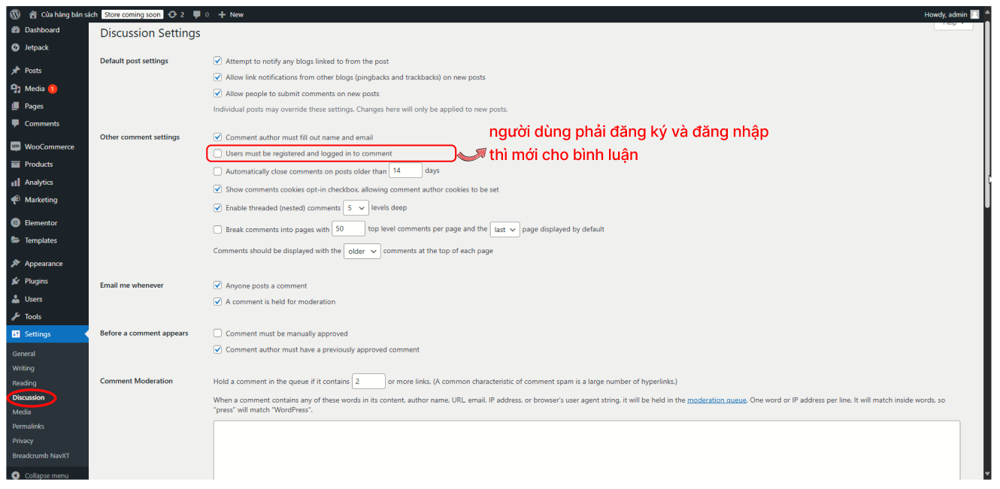 Cửa hàng bán sách Store coming soon 2 0 New Howdy, admin
Help
Dashboard
Jetpack
Posts
Media 1
Pages
Comments
WooCommerce
Products
Analytics
Marketing
Elementor
Templates
Appearance
Plugins
Users
Tools
Settings
General
Writing
Reading
Discussion
Media
Permalinks
Privacy
Breadcrumb NavXT
Collapse menu
Discussion Settings
Default post settings
Attempt to notify any blogs linked to from the post
Allow link notifications from other blogs (pingbacks and trackbacks) on new posts
Allow people to submit comments on new posts
Individual posts may override these settings. Changes here will only be applied to new posts.
Other comment settings
Comment author must fill out name and email
Users must be registered and logged in to comment
người dùng phải đăng ký và đăng nhập
thì mới cho bình luận
Automatically close comments on posts older than 14 days
Show comments cookies opt-in checkbox, allowing comment author cookies to be set
Enable threaded (nested) comments 5 levels deep
Break comments into pages with 50 top level comments per page and the last page displayed by default
Comments should be displayed with the older comments at the top of each page
Email me whenever
Anyone posts a comment
A comment is held for moderation
Before a comment appears
Comment must be manually approved
Comment author must have a previously approved comment
Comment Moderation
Hold a comment in the queue if it contains 2 or more links. (A common characteristic of comment spam is a large number of hyperlinks.)
When a comment contains any of these words in its content, author name, URL, email, IP address, or browser's user agent string, it will be held in the moderation queue. One word or IP address per line. It will match inside words, so
"press" will match "WordPress".